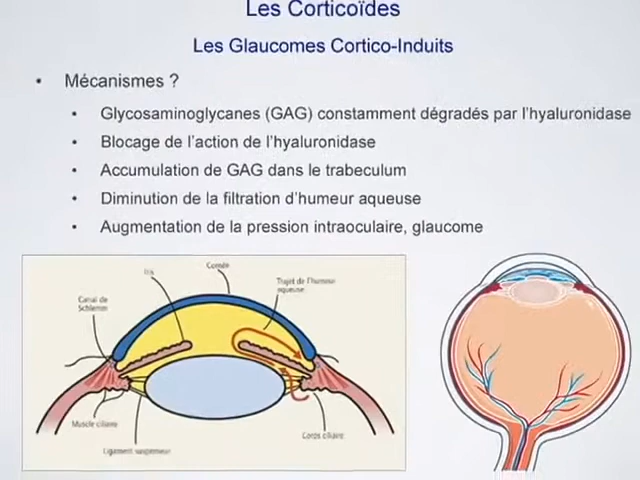 Les Corticoïdes
Les Glaucomes Cortico-Induits
• Mécanismes ?
• Glycosaminoglycanes (GAG) constamment dégradés par l'hyaluronidase
• Blocage de l'action de l'hyaluronidase
• Accumulation de GAG dans le trabeculum
• Diminution de la filtration d'humeur aqueuse
• Augmentation de la pression intraoculaire, glaucome
Cornée
Iris
Trajet de l'humeur
aqueuse
Canal de
Schlemm
Muscle ciliaire
Corps ciliaire
Ligament suspenseur